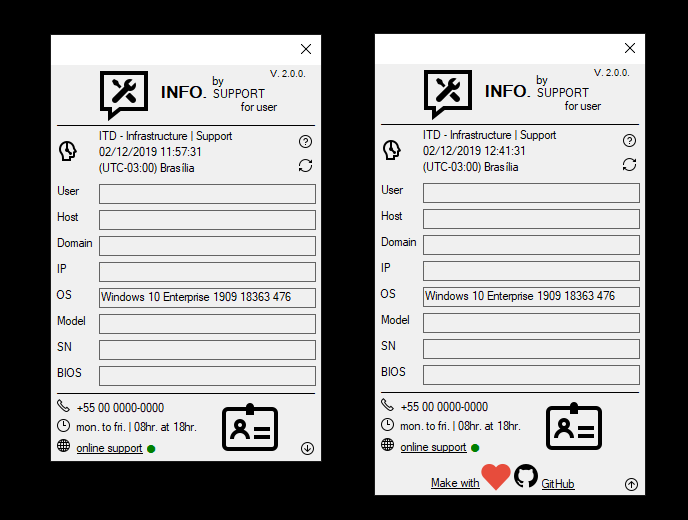 V. 2.0.0.
by
INFO. SUPPORT
for user
ITD - Infrastructure | Support
02/12/2019 11:57:31
(UTC-03:00) Brasília
User
Host
Domain
IP
OS Windows 10 Enterprise 1909 18363 476
Model
SN
BIOS
+55 00 0000-0000
mon. to fri. | 08hr. at 18hr.
online support
V. 2.0.0.
by
INFO. SUPPORT
for user
ITD - Infrastructure | Support
02/12/2019 12:41:31
(UTC-03:00) Brasília
User
Host
Domain
IP
OS Windows 10 Enterprise 1909 18363 476
Model
SN
BIOS
+55 00 0000-0000
mon. to fri. | 08hr. at 18hr.
online support
Make with GitHub